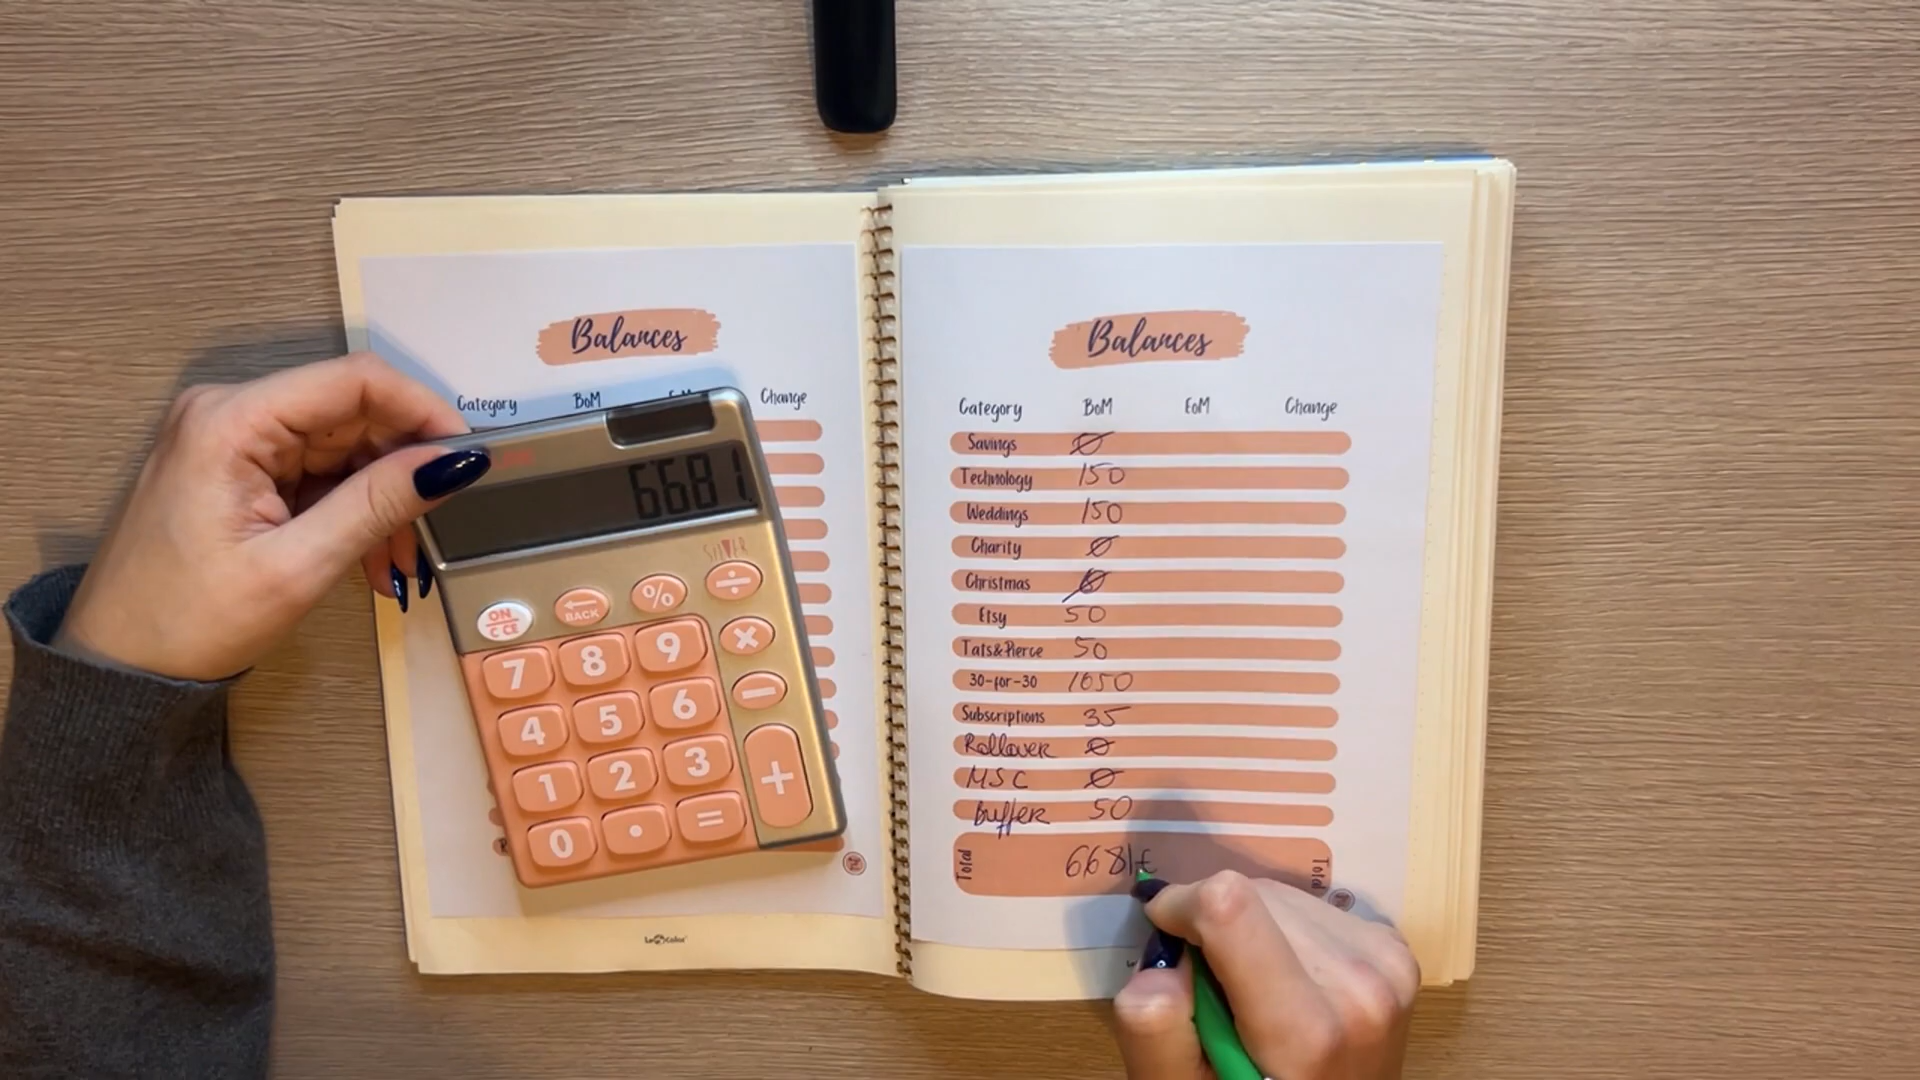 Balances
Category BoM EoM Change
6681.
SILVER
ON
C CE
BACK
% ÷
7 8 9 ×
4 5 6 −
1 2 3 +
0 . =
Balances
Category BoM EoM Change
Savings Ø
Technology 150
Weddings 150
Charity Ø
Christmas Ø
Etsy 50
Tats&Pierce 50
30-for-30 1050
Subscriptions 35
Rollover Ø
MSC Ø
Buffer 50
Total 6681€ Total